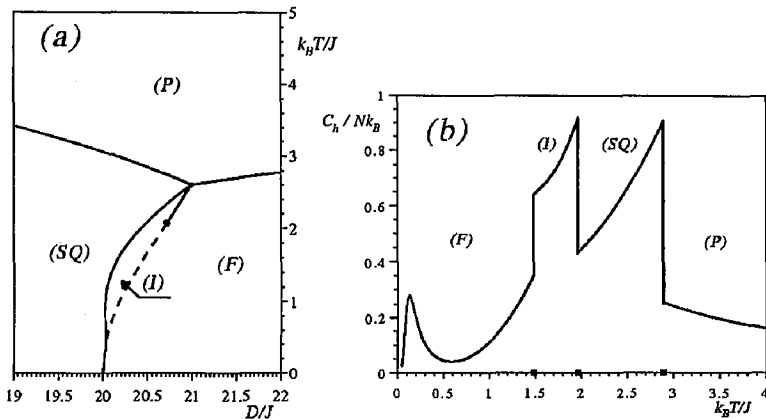 (a)
5
k_BT/J
(P)
4
3
2
1
0
(SQ)
(I)
(F)
19
19.5
20
20.5
21
21.5
22
D/J
(b)
C_h / Nk_B
1
0.8
0.6
0.4
0.2
0
(F)
(I)
(SQ)
(P)
0
0.5
1
1.5
2
2.5
3
3.5
4
k_BT/J